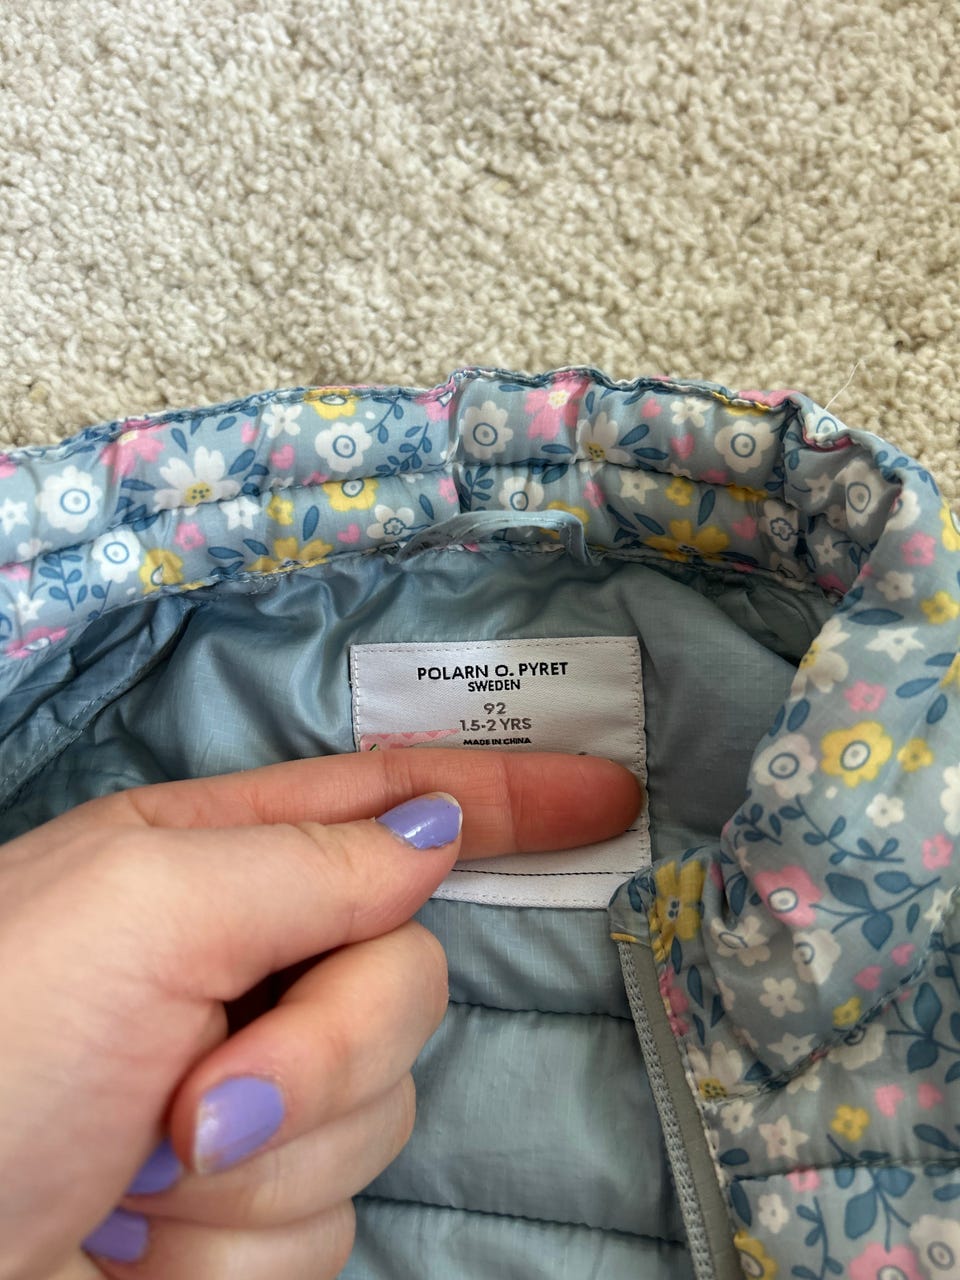 POLARN O. PYRET
SWEDEN
92
1.5-2 YRS
MADE IN CHINA